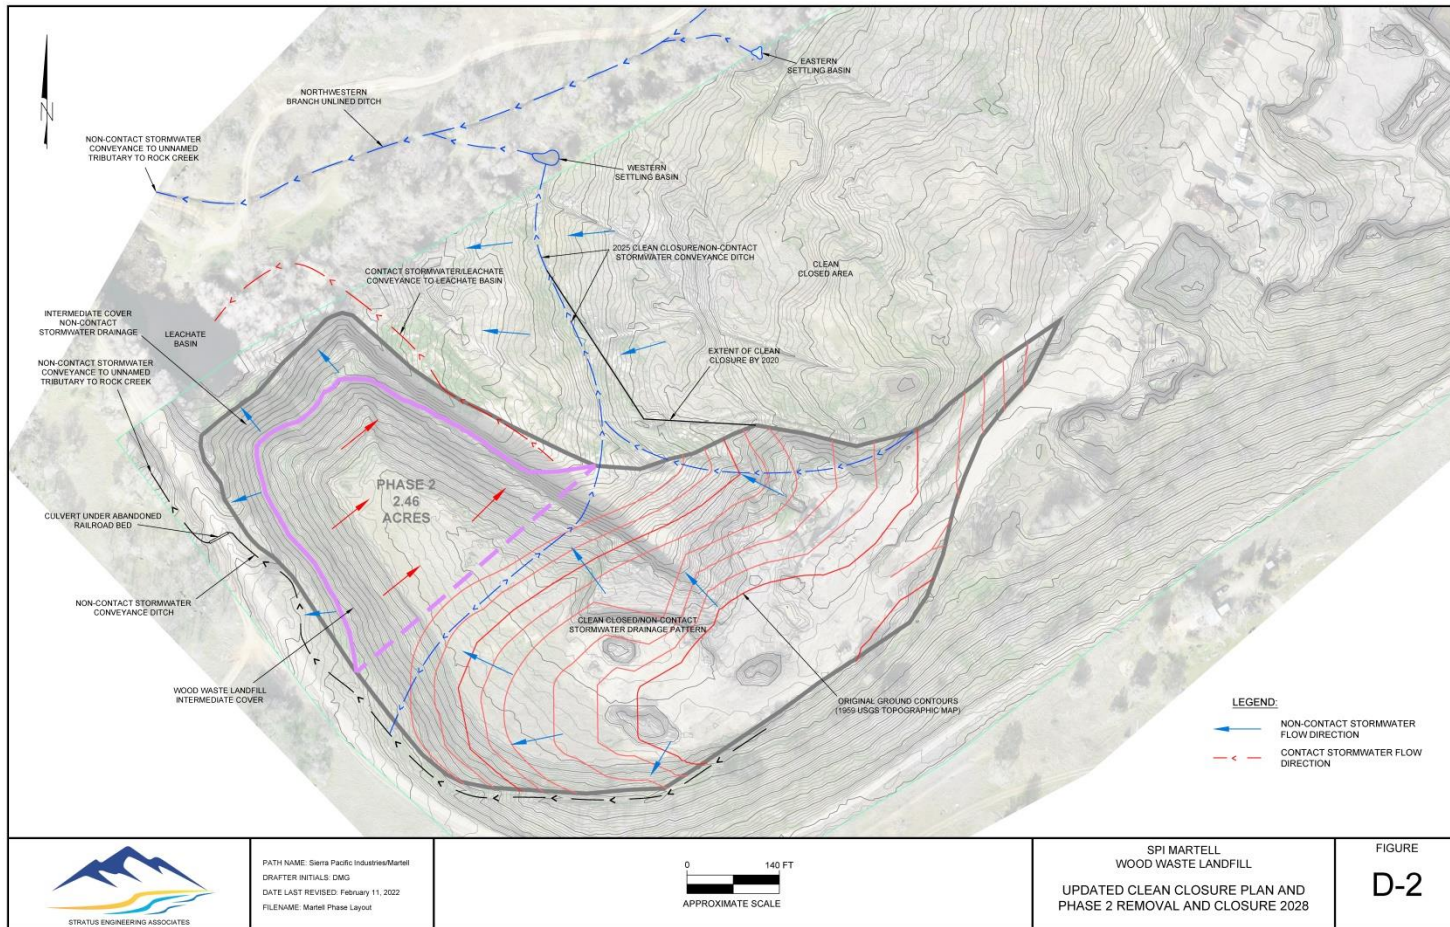 EASTERN
SETTLING BASIN
NORTHWESTERN
BRANCH UNLINED DITCH
N
NON-CONTACT STORMWATER
CONVEYANCE TO UNNAMED
TRIBUTARY TO ROCK CREEK
WESTERN
SETTLING BASIN
2025 CLEAN CLOSURE/NON-CONTACT
STORMWATER CONVEYANCE DITCH
CLEAN
CLOSED AREA
CONTACT STORMWATER/LEACHATE
CONVEYANCE TO LEACHATE BASIN
INTERMEDIATE COVER
NON-CONTACT
STORMWATER DRAINAGE
LEACHATE
BASIN
EXTENT OF CLEAN
CLOSURE BY 2020
NON-CONTACT STORMWATER
CONVEYANCE TO UNNAMED
TRIBUTARY TO ROCK CREEK
PHASE 2
2.46
ACRES
CULVERT UNDER ABANDONED
RAILROAD BED
NON-CONTACT STORMWATER
CONVEYANCE DITCH
CLEAN CLOSED/NON-CONTACT
STORMWATER DRAINAGE PATTERN
WOOD WASTE LANDFILL
INTERMEDIATE COVER
ORIGINAL GROUND CONTOURS
(1959 USGS TOPOGRAPHIC MAP)
LEGEND:
NON-CONTACT STORMWATER
FLOW DIRECTION
CONTACT STORMWATER FLOW
DIRECTION
STRATUS ENGINEERING ASSOCIATES
PATH NAME: Sierra Pacific Industries/Martell
DRAFTER INITIALS: DMG
DATE LAST REVISED: February 11, 2022
FILENAME: Martell Phase Layout
0 140 FT
APPROXIMATE SCALE
SPI MARTELL
WOOD WASTE LANDFILL
UPDATED CLEAN CLOSURE PLAN AND
PHASE 2 REMOVAL AND CLOSURE 2028
FIGURE
D-2